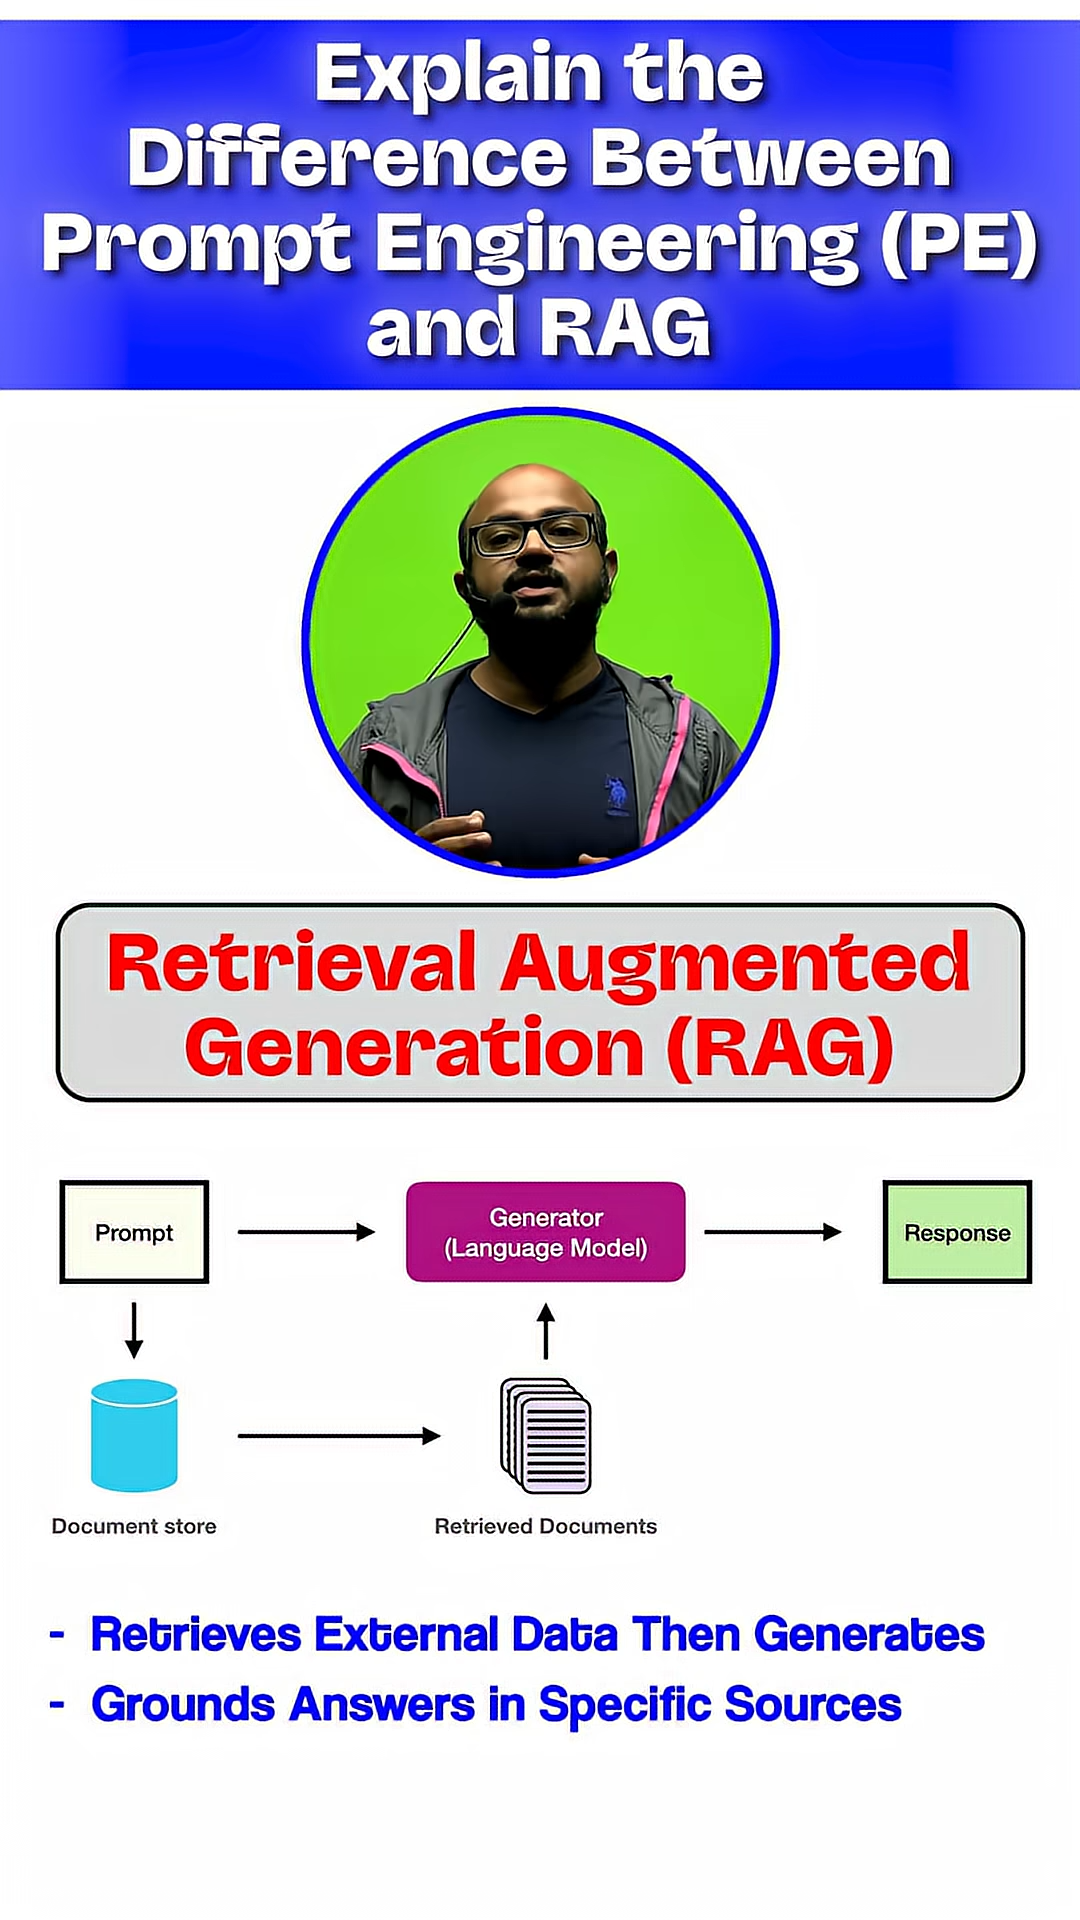 Explain the
Difference Between
Prompt Engineering (PE)
and RAG
Retrieval Augmented
Generation (RAG)
Prompt
Generator
(Language Model)
Response
Document store
Retrieved Documents
- Retrieves External Data Then Generates
- Grounds Answers in Specific Sources